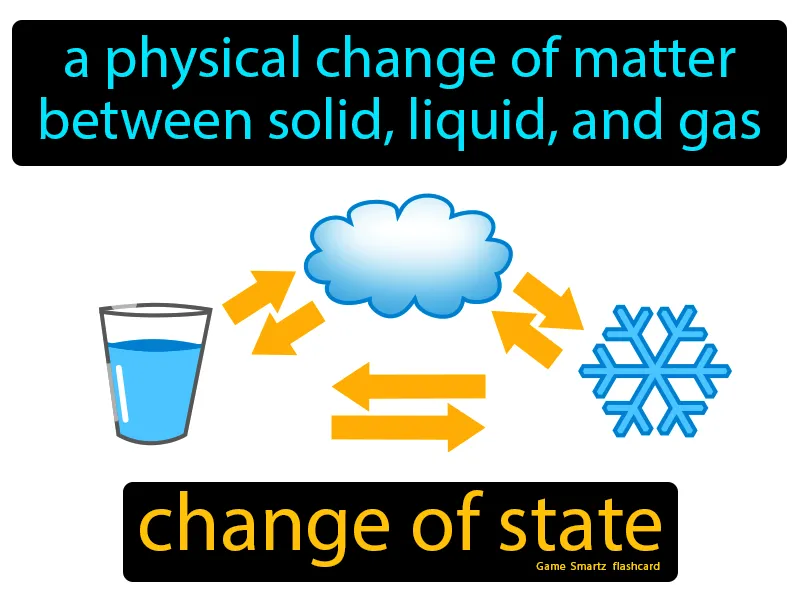 a physical change of matter
between solid, liquid, and gas
change of state
Game Smartz flashcard